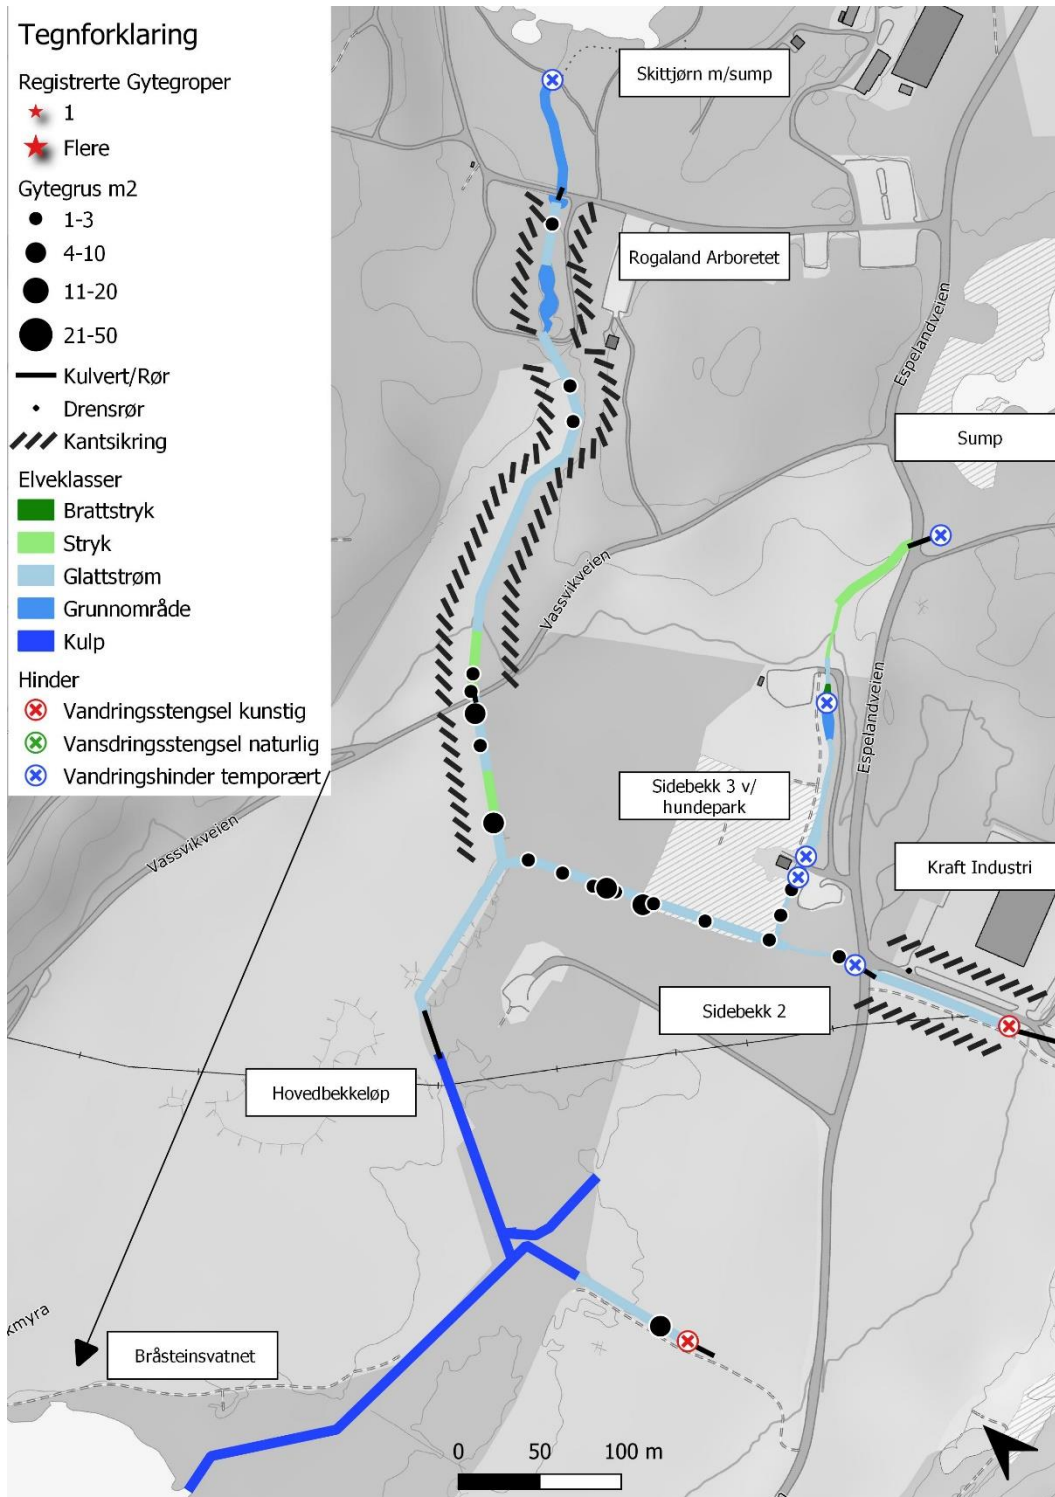 Tegnforklaring
Registrerte Gytegroper
1
Flere
Gytegrus m2
1-3
4-10
11-20
21-50
Kulvert/Rør
Drensrør
Kantsikring
Elveklasser
Brattstryk
Stryk
Glattstrøm
Grunnområde
Kulp
Hinder
Vandringsstengsel kunstig
Vansdringsstengsel naturlig
Vandringshinder temporært
Skittjørn m/sump
Rogaland Arboretet
Espelandveien
Sump
Vassvikveien
Espelandveien
Sidebekk 3 v/
hundepark
Vassvikveien
Kraft Industri
Sidebekk 2
Hovedbekkeløp
kmyra
Bråsteinsvatnet
0 50 100 m